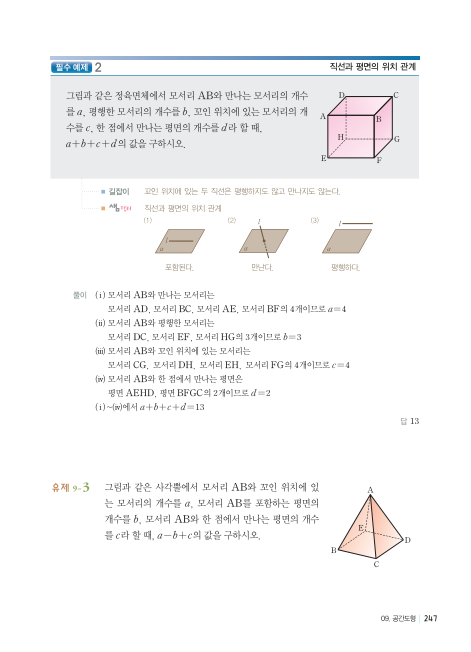 필수 예제 2
직선과 평면의 위치 관계
그림과 같은 정육면체에서 모서리 AB와 만나는 모서리의 개수
를 a, 평행한 모서리의 개수를 b, 꼬인 위치에 있는 모서리의 개
수를 c, 한 점에서 만나는 평면의 개수를 d라 할 때,
a+b+c+d의 값을 구하시오.
D C
A B
H G
E F
길잡이 꼬인 위치에 있는 두 직선은 평행하지도 않고 만나지도 않는다.
직선과 평면의 위치 관계
(1) (2) (3)
l l l
α α α
포함된다. 만난다. 평행하다.
풀이 (ⅰ) 모서리 AB와 만나는 모서리는
모서리 AD, 모서리 BC, 모서리 AE, 모서리 BF의 4개이므로 a=4
(ⅱ) 모서리 AB와 평행한 모서리는
모서리 DC, 모서리 EF, 모서리 HG의 3개이므로 b=3
(ⅲ) 모서리 AB와 꼬인 위치에 있는 모서리는
모서리 CG, 모서리 DH, 모서리 EH, 모서리 FG의 4개이므로 c=4
(ⅳ) 모서리 AB와 한 점에서 만나는 평면은
평면 AEHD, 평면 BFGC의 2개이므로 d=2
(ⅰ)~(ⅳ)에서 a+b+c+d=13
답 13
유제 9-3 그림과 같은 사각뿔에서 모서리 AB와 꼬인 위치에 있
는 모서리의 개수를 a, 모서리 AB를 포함하는 평면의
개수를 b, 모서리 AB와 한 점에서 만나는 평면의 개수
를 c라 할 때, a-b+c의 값을 구하시오.
A
E
D
B
C
09. 공간도형 247